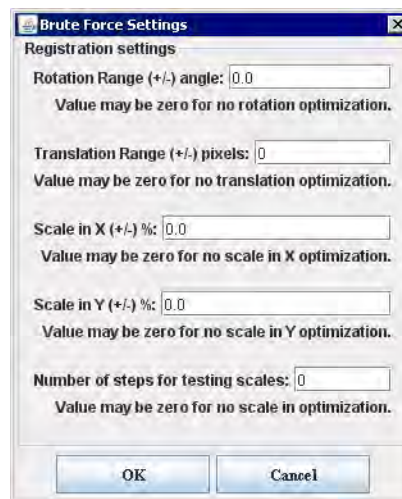 Brute Force Settings
Registration settings
Rotation Range (+/-) angle: 0.0
Value may be zero for no rotation optimization.
Translation Range (+/-) pixels: 0
Value may be zero for no translation optimization.
Scale in X (+/-) %: 0.0
Value may be zero for no scale in X optimization.
Scale in Y (+/-) %: 0.0
Value may be zero for no scale in Y optimization.
Number of steps for testing scales: 0
Value may be zero for no scale in optimization.
OK Cancel